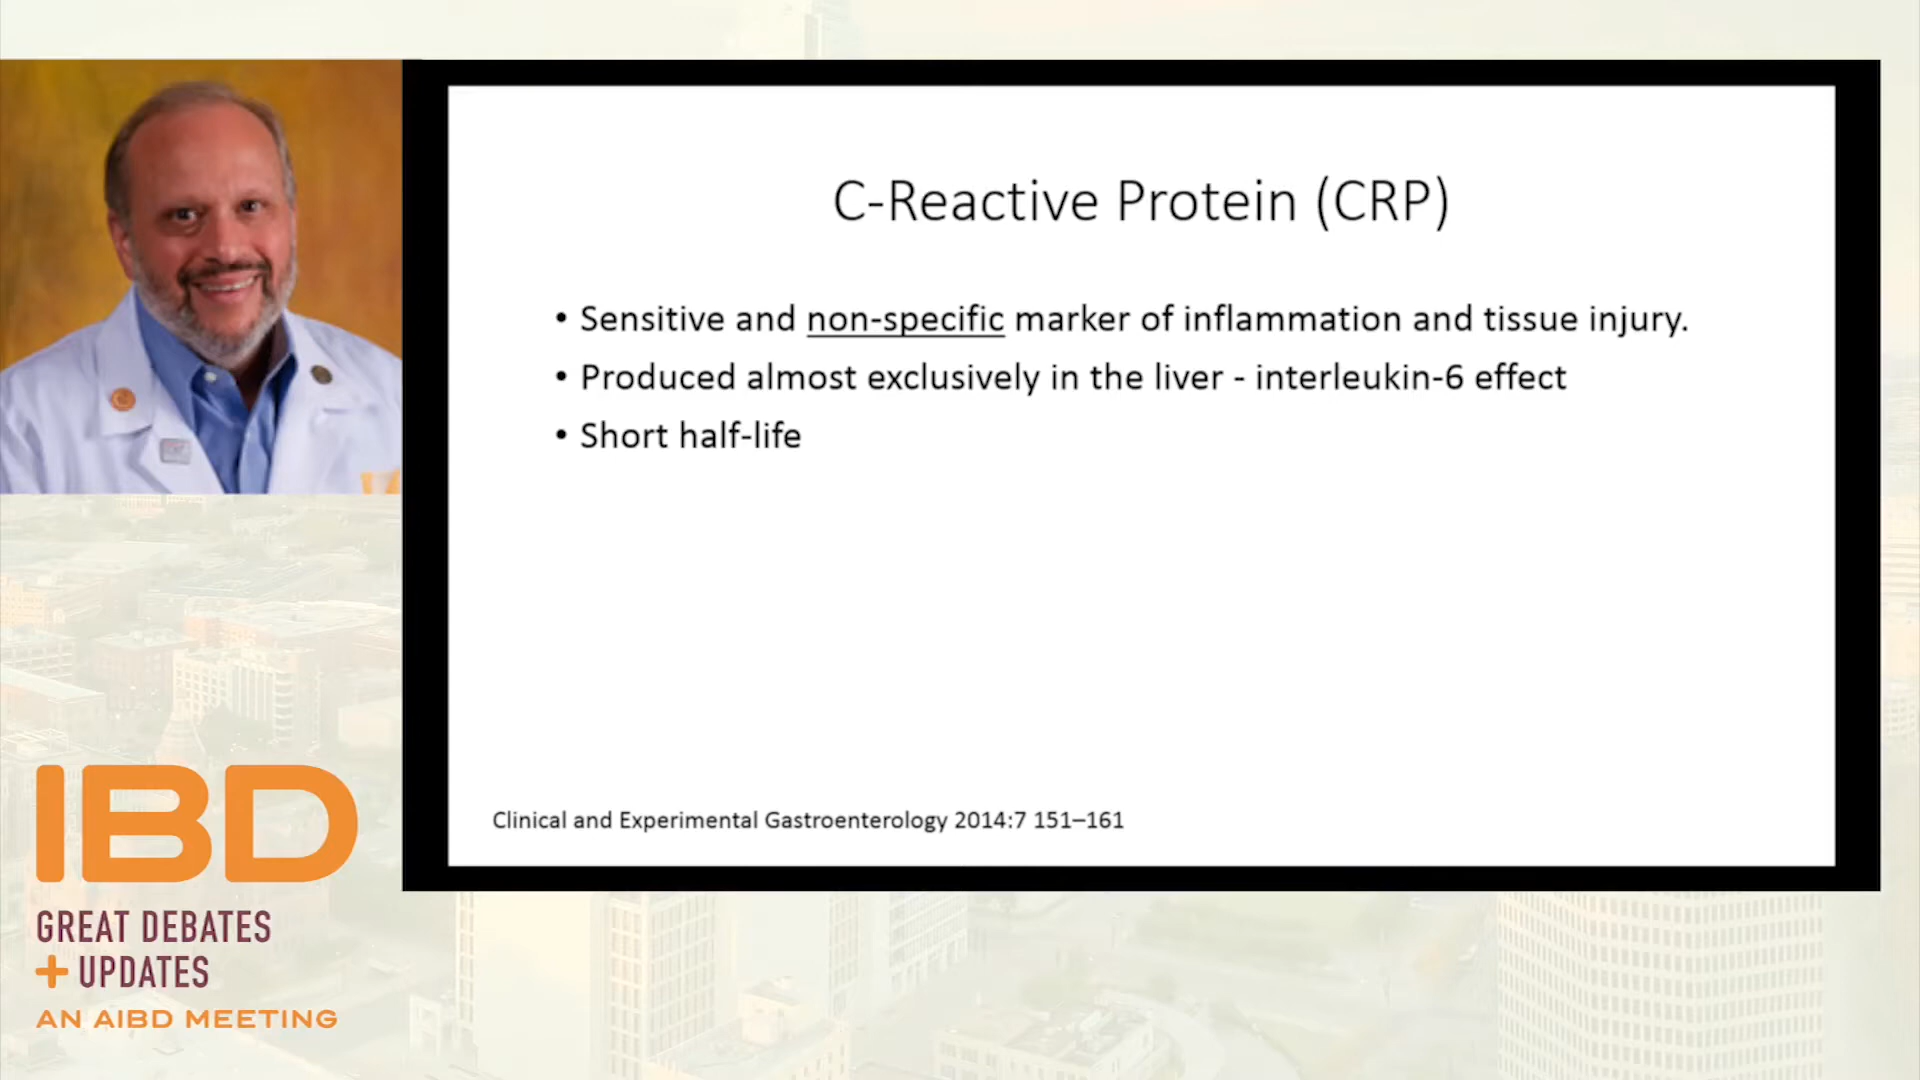 C-Reactive Protein (CRP)
• Sensitive and non-specific marker of inflammation and tissue injury.
• Produced almost exclusively in the liver - interleukin-6 effect
• Short half-life
Clinical and Experimental Gastroenterology 2014:7 151–161
IBD
GREAT DEBATES
+ UPDATES
AN AIBD MEETING